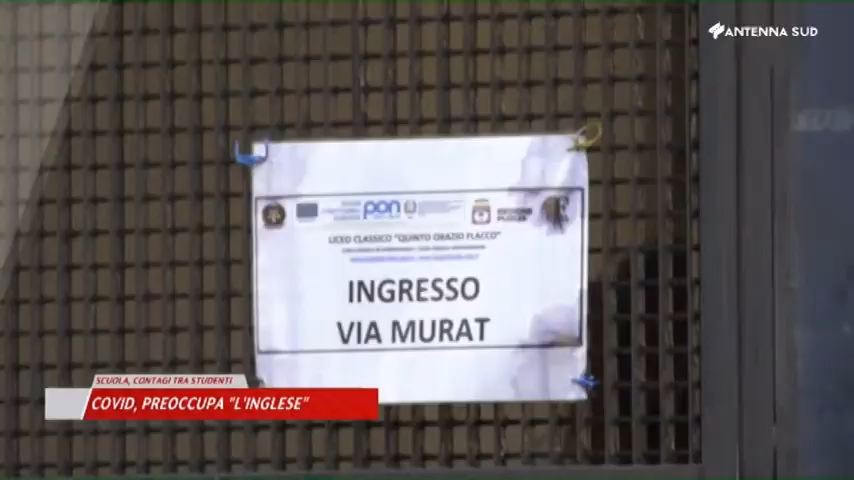 ANTENNA SUD
pon
LICEO CLASSICO "QUINTO ORAZIO FLACCO"
INGRESSO
VIA MURAT
SCUOLA, CONTAGI TRA STUDENTI
COVID, PREOCCUPA "L'INGLESE"